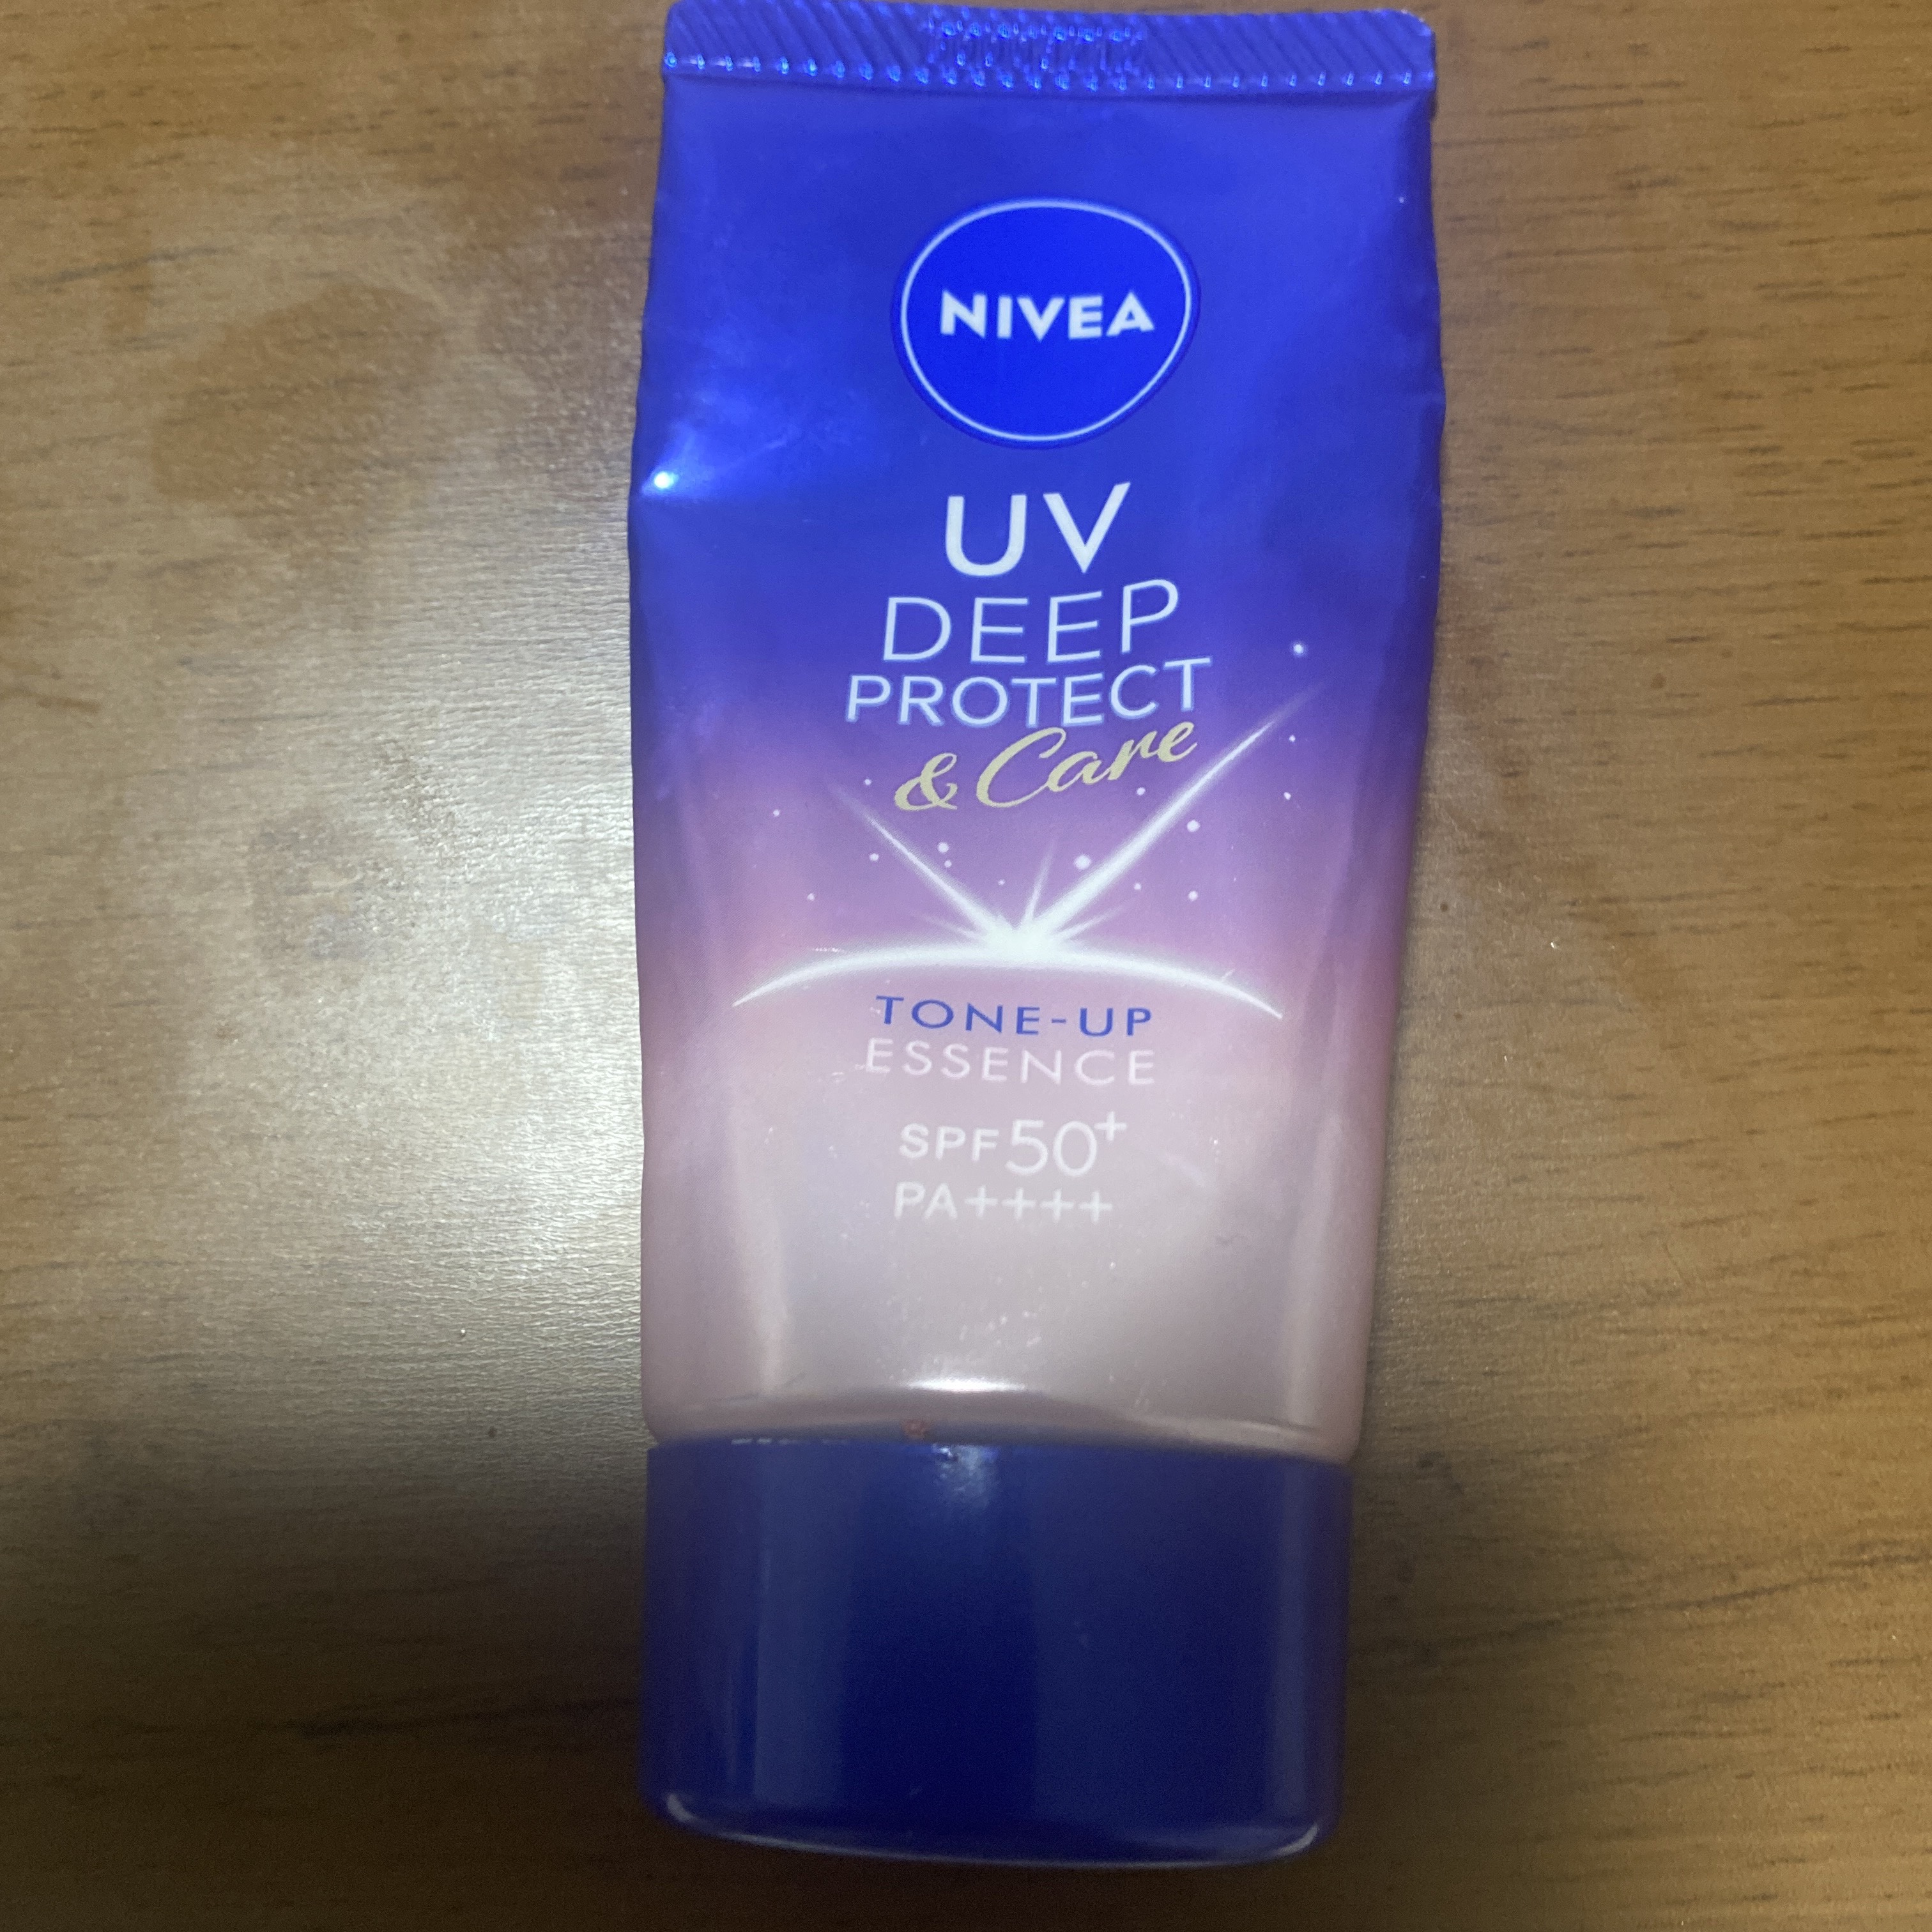 NIVEA
UV
DEEP
PROTECT
& Care
TONE-UP
ESSENCE
SPF50+
PA++++